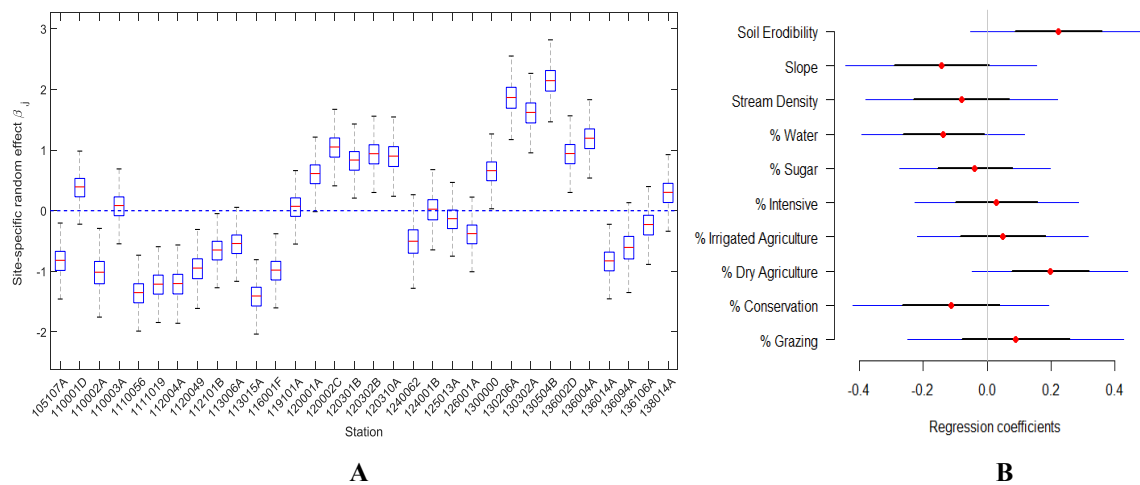 3
2
1
0
-1
-2
Site-specific random effect β.j
105107A
110001D
110002A
110003A
1110056
1111019
112004A
1120049
112101B
113006A
113015A
116001F
119101A
120001A
120002C
120301B
120302B
120310A
1240062
124001B
125013A
126001A
1300000
130206A
130302A
130504B
136002D
136004A
136014A
136094A
136106A
138014A
Station
A
Soil Erodibility
Slope
Stream Density
% Water
% Sugar
% Intensive
% Irrigated Agriculture
% Dry Agriculture
% Conservation
% Grazing
-0.4 -0.2 0.0 0.2 0.4
Regression coefficients
B